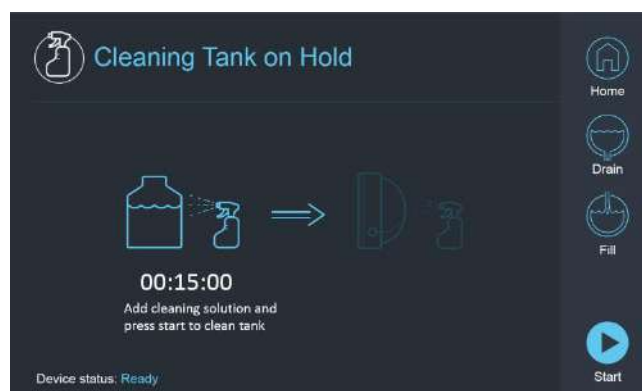 Cleaning Tank on Hold
Home
Drain
Fill
00:15:00
Add cleaning solution and
press start to clean tank
Device status: Ready
Start